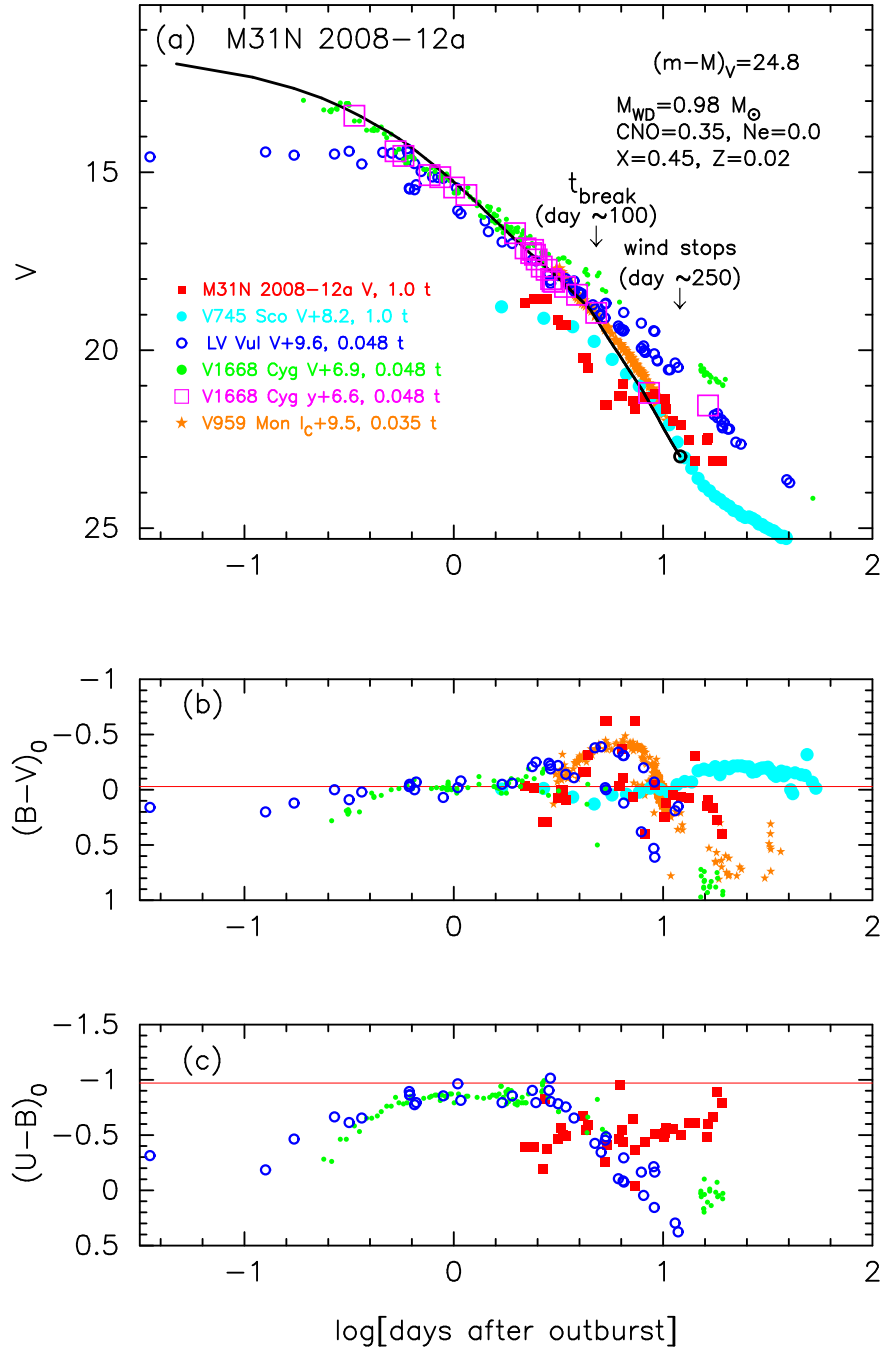 (a) M31N 2008−12a
(m−M)V=24.8
MWD=0.98 M⊙
CNO=0.35, Ne=0.0
X=0.45, Z=0.02
tbreak
(day ~100)
wind stops
(day ~250)
M31N 2008−12a V, 1.0 t
V745 Sco V+8.2, 1.0 t
LV Vul V+9.6, 0.048 t
V1668 Cyg V+6.9, 0.048 t
V1668 Cyg y+6.6, 0.048 t
V959 Mon IC+9.5, 0.035 t
V
15
20
25
−1 0 1 2
(b)
(B−V)0
−1
−0.5
0
0.5
1
−1 0 1 2
(c)
(U−B)0
−1.5
−1
−0.5
0
0.5
−1 0 1 2
log[days after outburst]